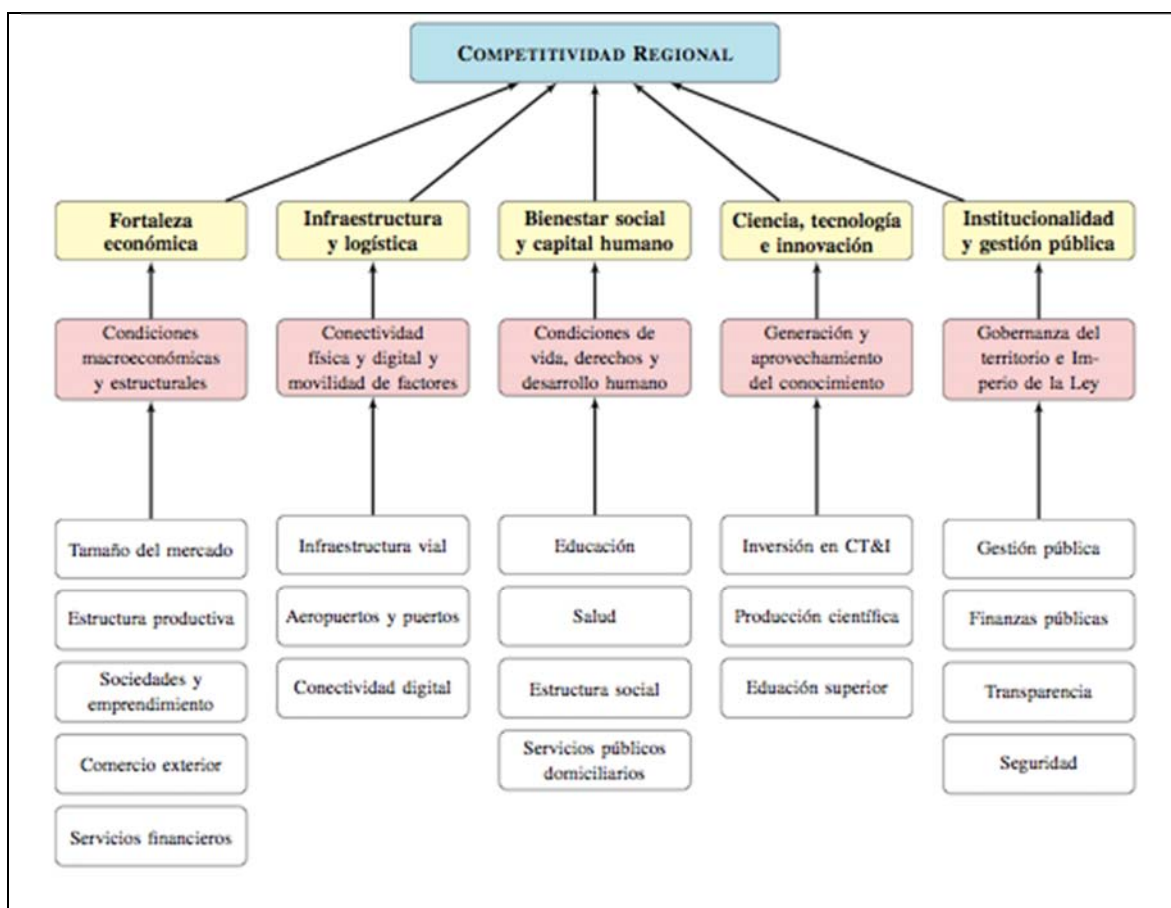 COMPETITIVIDAD REGIONAL
Fortaleza
económica
Infraestructura
y logística
Bienestar social
y capital humano
Ciencia, tecnología
e innovación
Institucionalidad
y gestión pública
Condiciones
macroeconómicas
y estructurales
Conectividad
física y digital y
movilidad de factores
Condiciones de
vida, derechos y
desarrollo humano
Generación y
aprovechamiento
del conocimiento
Gobernanza del
territorio e Im-
perio de la Ley
Tamaño del mercado
Estructura productiva
Sociedades y
emprendimiento
Comercio exterior
Servicios financieros
Infraestructura vial
Aeropuertos y puertos
Conectividad digital
Educación
Salud
Estructura social
Servicios públicos
domiciliarios
Inversión en CT&I
Producción científica
Eduación superior
Gestión pública
Finanzas públicas
Transparencia
Seguridad